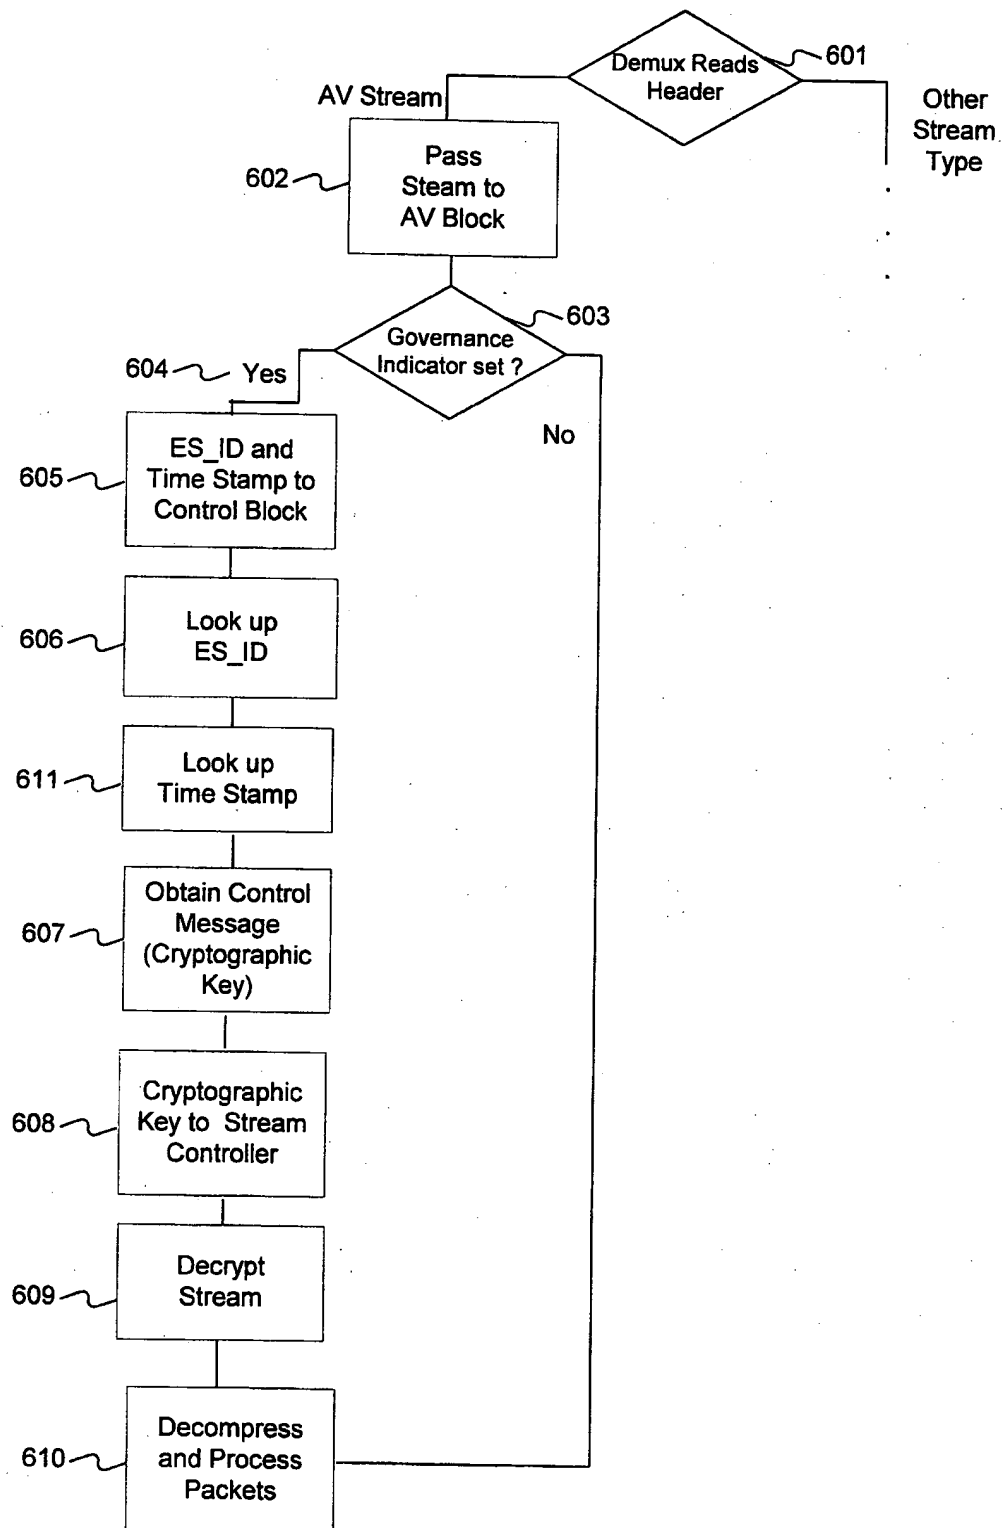 601
Demux Reads
Header
AV Stream
Other
Stream
Type
602
Pass
Steam to
AV Block
603
Governance
Indicator set ?
604
Yes
No
605
ES_ID and
Time Stamp to
Control Block
606
Look up
ES_ID
611
Look up
Time Stamp
607
Obtain Control
Message
(Cryptographic
Key)
608
Cryptographic
Key to Stream
Controller
609
Decrypt
Stream
610
Decompress
and Process
Packets